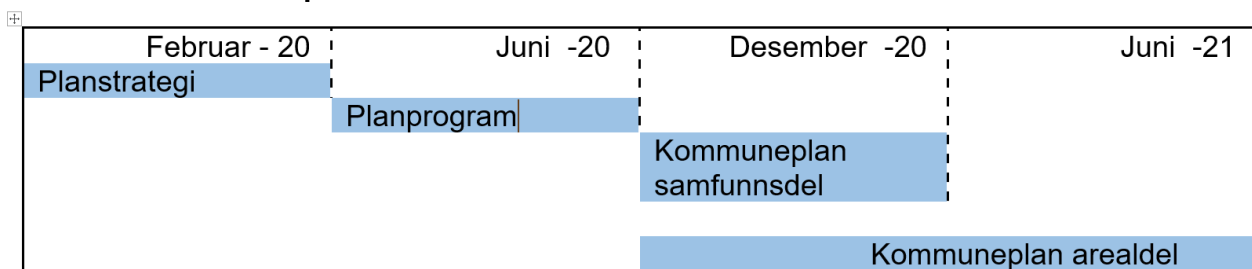 Februar - 20 Juni -20 Desember -20 Juni -21
Planstrategi
Planprogram
Kommuneplan
samfunnsdel
Kommuneplan arealdel